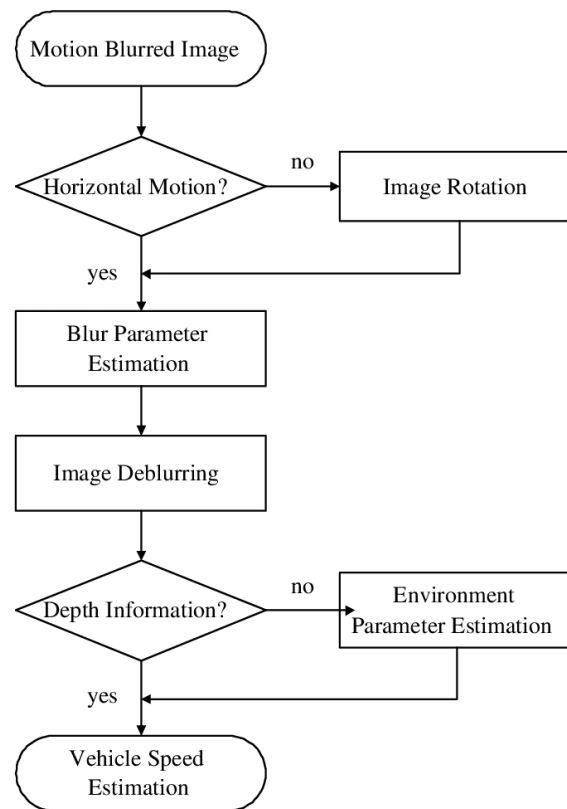 Motion Blurred Image
no
Horizontal Motion?
Image Rotation
yes
Blur Parameter
Estimation
Image Deblurring
no
Depth Information?
Environment
Parameter Estimation
yes
Vehicle Speed
Estimation